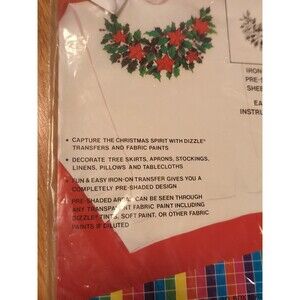 IRON-
PRE-S
SHEE
EA
INSTRU
• CAPTURE THE CHRISTMAS SPIRIT WITH DIZZLE®
TRANSFERS AND FABRIC PAINTS
• DECORATE TREE SKIRTS, APRONS, STOCKINGS,
LINENS, PILLOWS AND TABLECLOTHS
• FUN & EASY IRON-ON TRANSFER GIVES YOU A
COMPLETELY PRE-SHADED DESIGN
• PRE-SHADED AREAS CAN BE SEEN THROUGH
ANY TRANSPARENT FABRIC PAINT INCLUDING
DIZZLE® TINTS, SOFT PAINT, OR OTHER FABRIC
PAINTS IF DILUTED